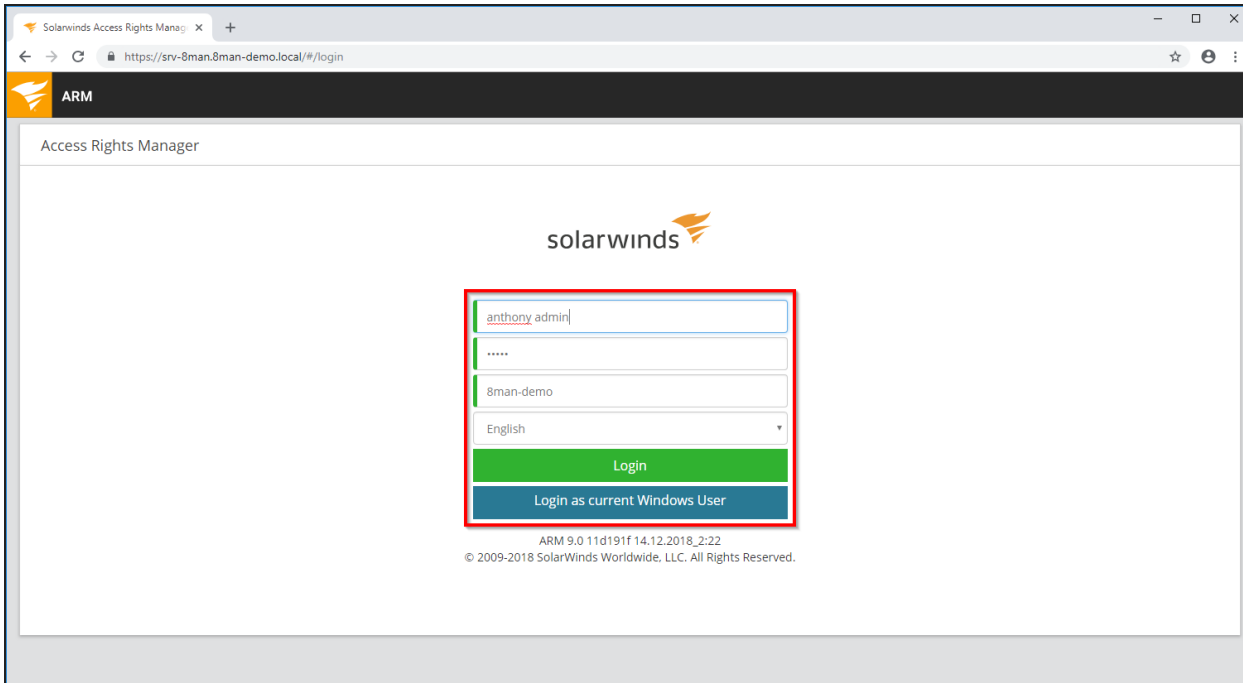 Solarwinds Access Rights Manag
https://srv-8man.8man-demo.local/#/login
ARM
Access Rights Manager
solarwinds
anthony admin
•••••
8man-demo
English
Login
Login as current Windows User
ARM 9.0 11d191f 14.12.2018_2:22
© 2009-2018 SolarWinds Worldwide, LLC. All Rights Reserved.